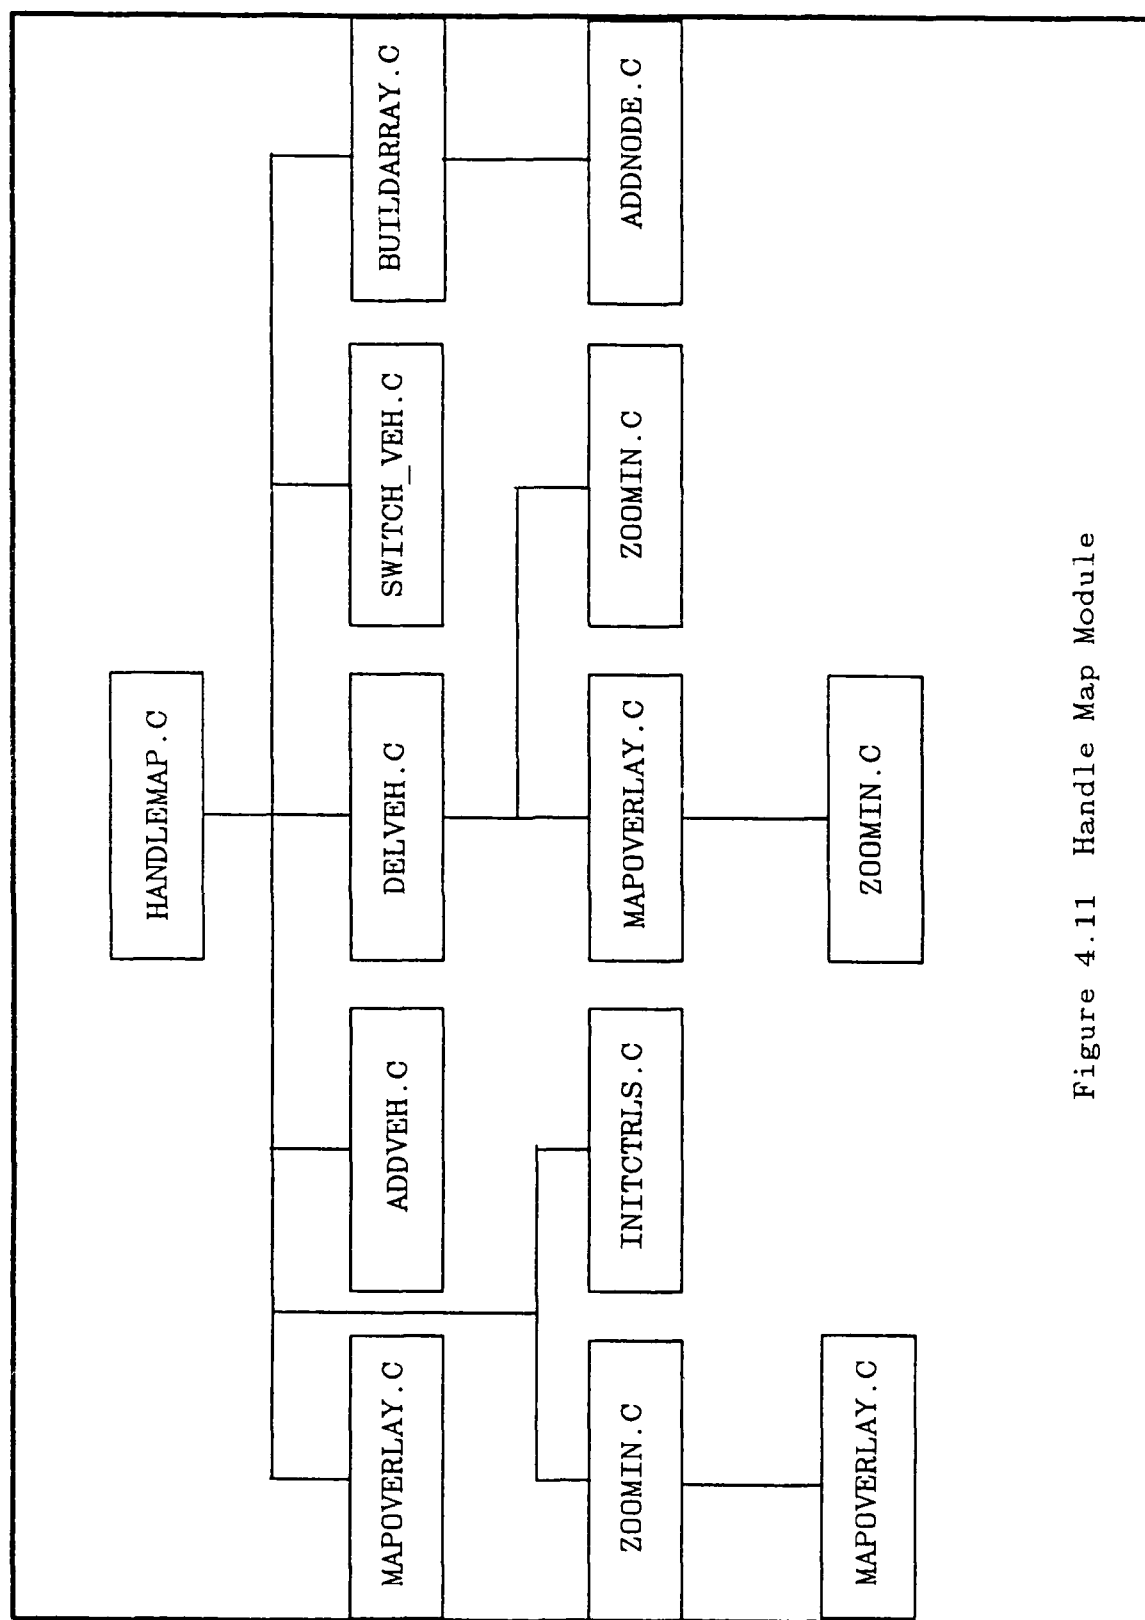 HANDLEMAP.C
MAPOVERLAY.C
ADDVEH.C
DELVEH.C
SWITCH_VEH.C
BUILDARRAY.C
ZOOMIN.C
INITCTRLS.C
MAPOVERLAY.C
ZOOMIN.C
ADDNODE.C
MAPOVERLAY.C
ZOOMIN.C
Figure 4.11 Handle Map Module